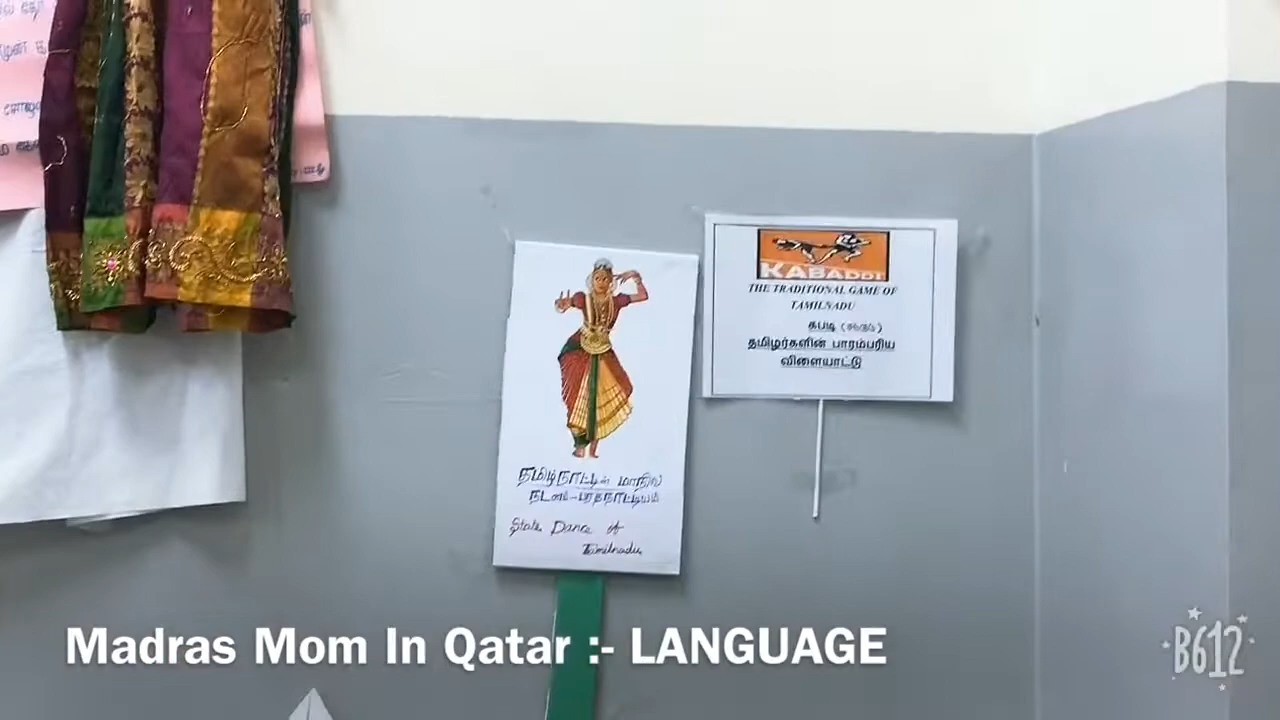 KABADDI
THE TRADITIONAL GAME OF
TAMILNADU
கபடி (சடுகுடு)
தமிழர்களின் பாரம்பரிய
விளையாட்டு
தமிழ்நாட்டின் மாநில
நடனம்-பரதநாட்டியம்
State Dance of
Tamilnadu
Madras Mom In Qatar :- LANGUAGE
B612